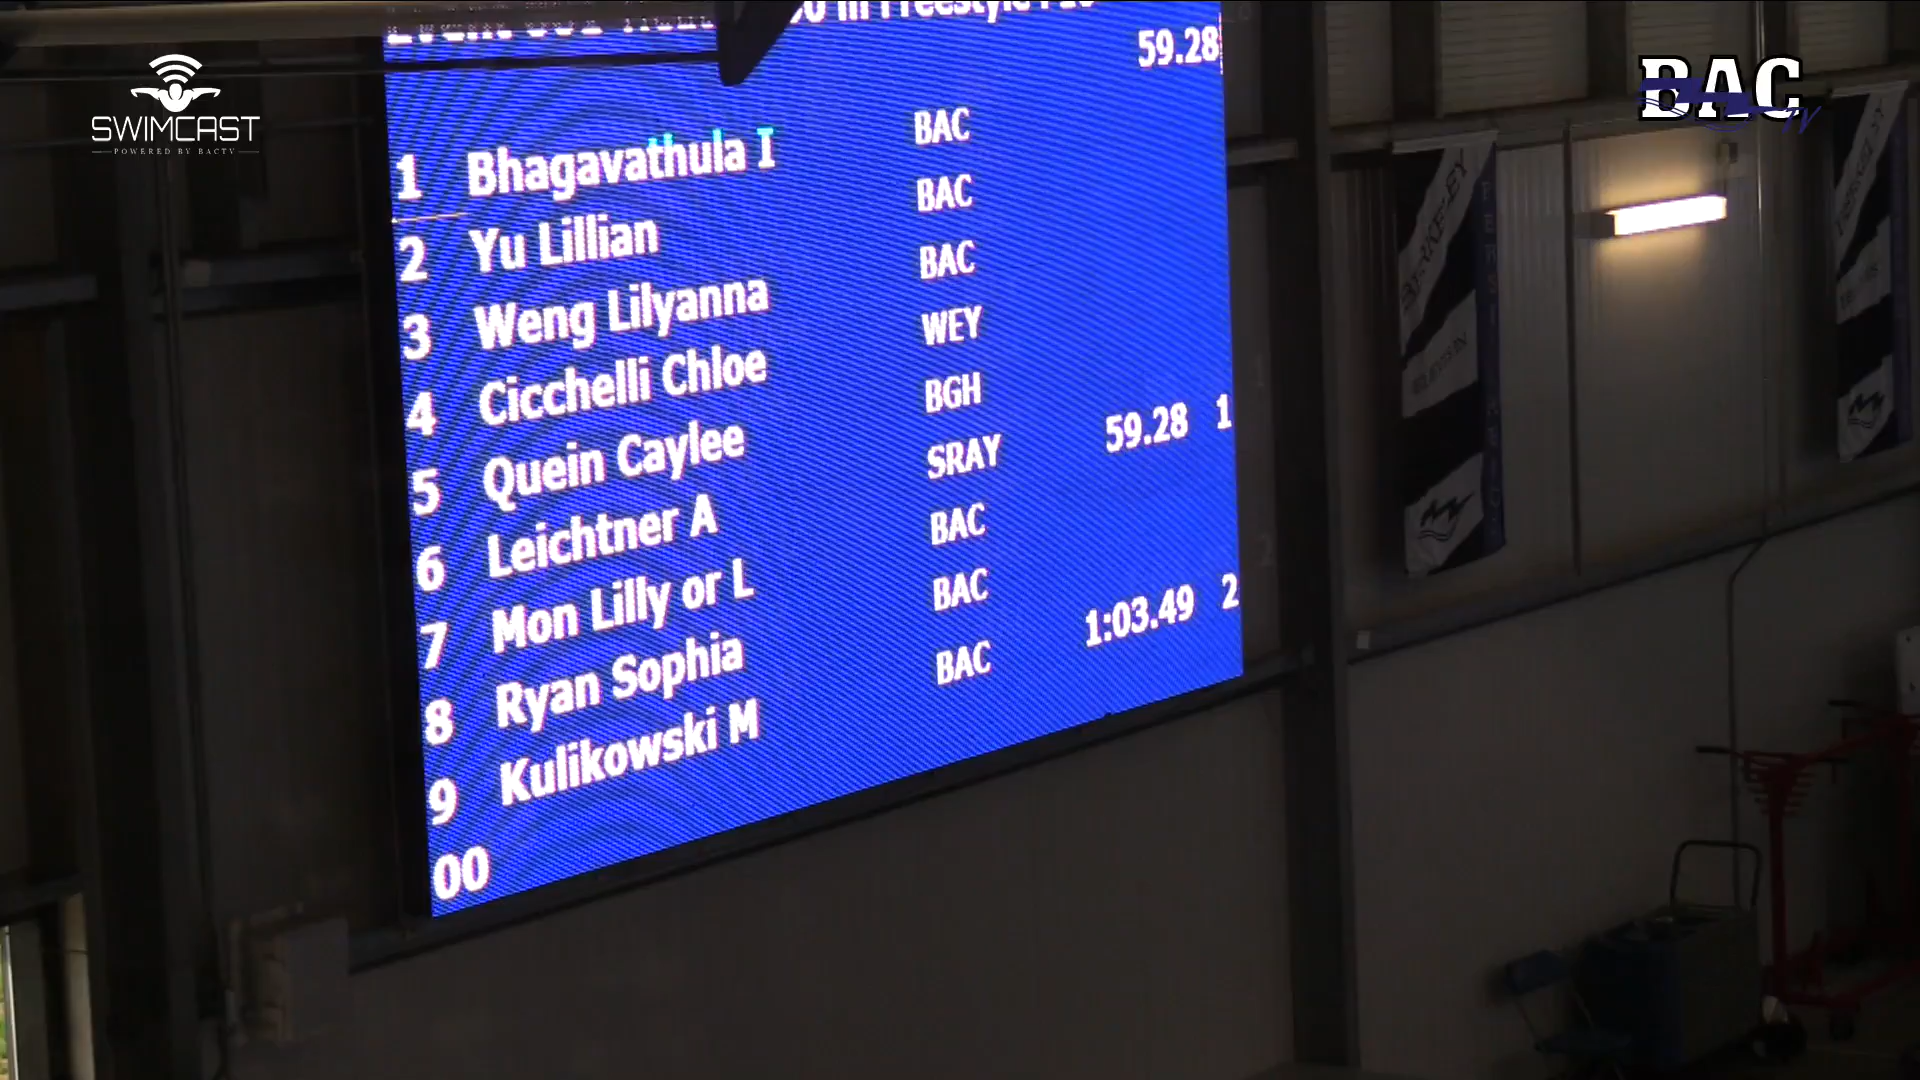 59.28
1 Bhagavathula I BAC
2 Yu Lillian BAC
3 Weng Lilyanna BAC
4 Cicchelli Chloe WEY
5 Quein Caylee BGH
6 Leichtner A SRAY 59.28 1
7 Mon Lilly or L BAC
8 Ryan Sophia BAC
9 Kulikowski M BAC 1:03.49 2
00
SWIMCAST
POWERED BY BACTV
BAC
TV